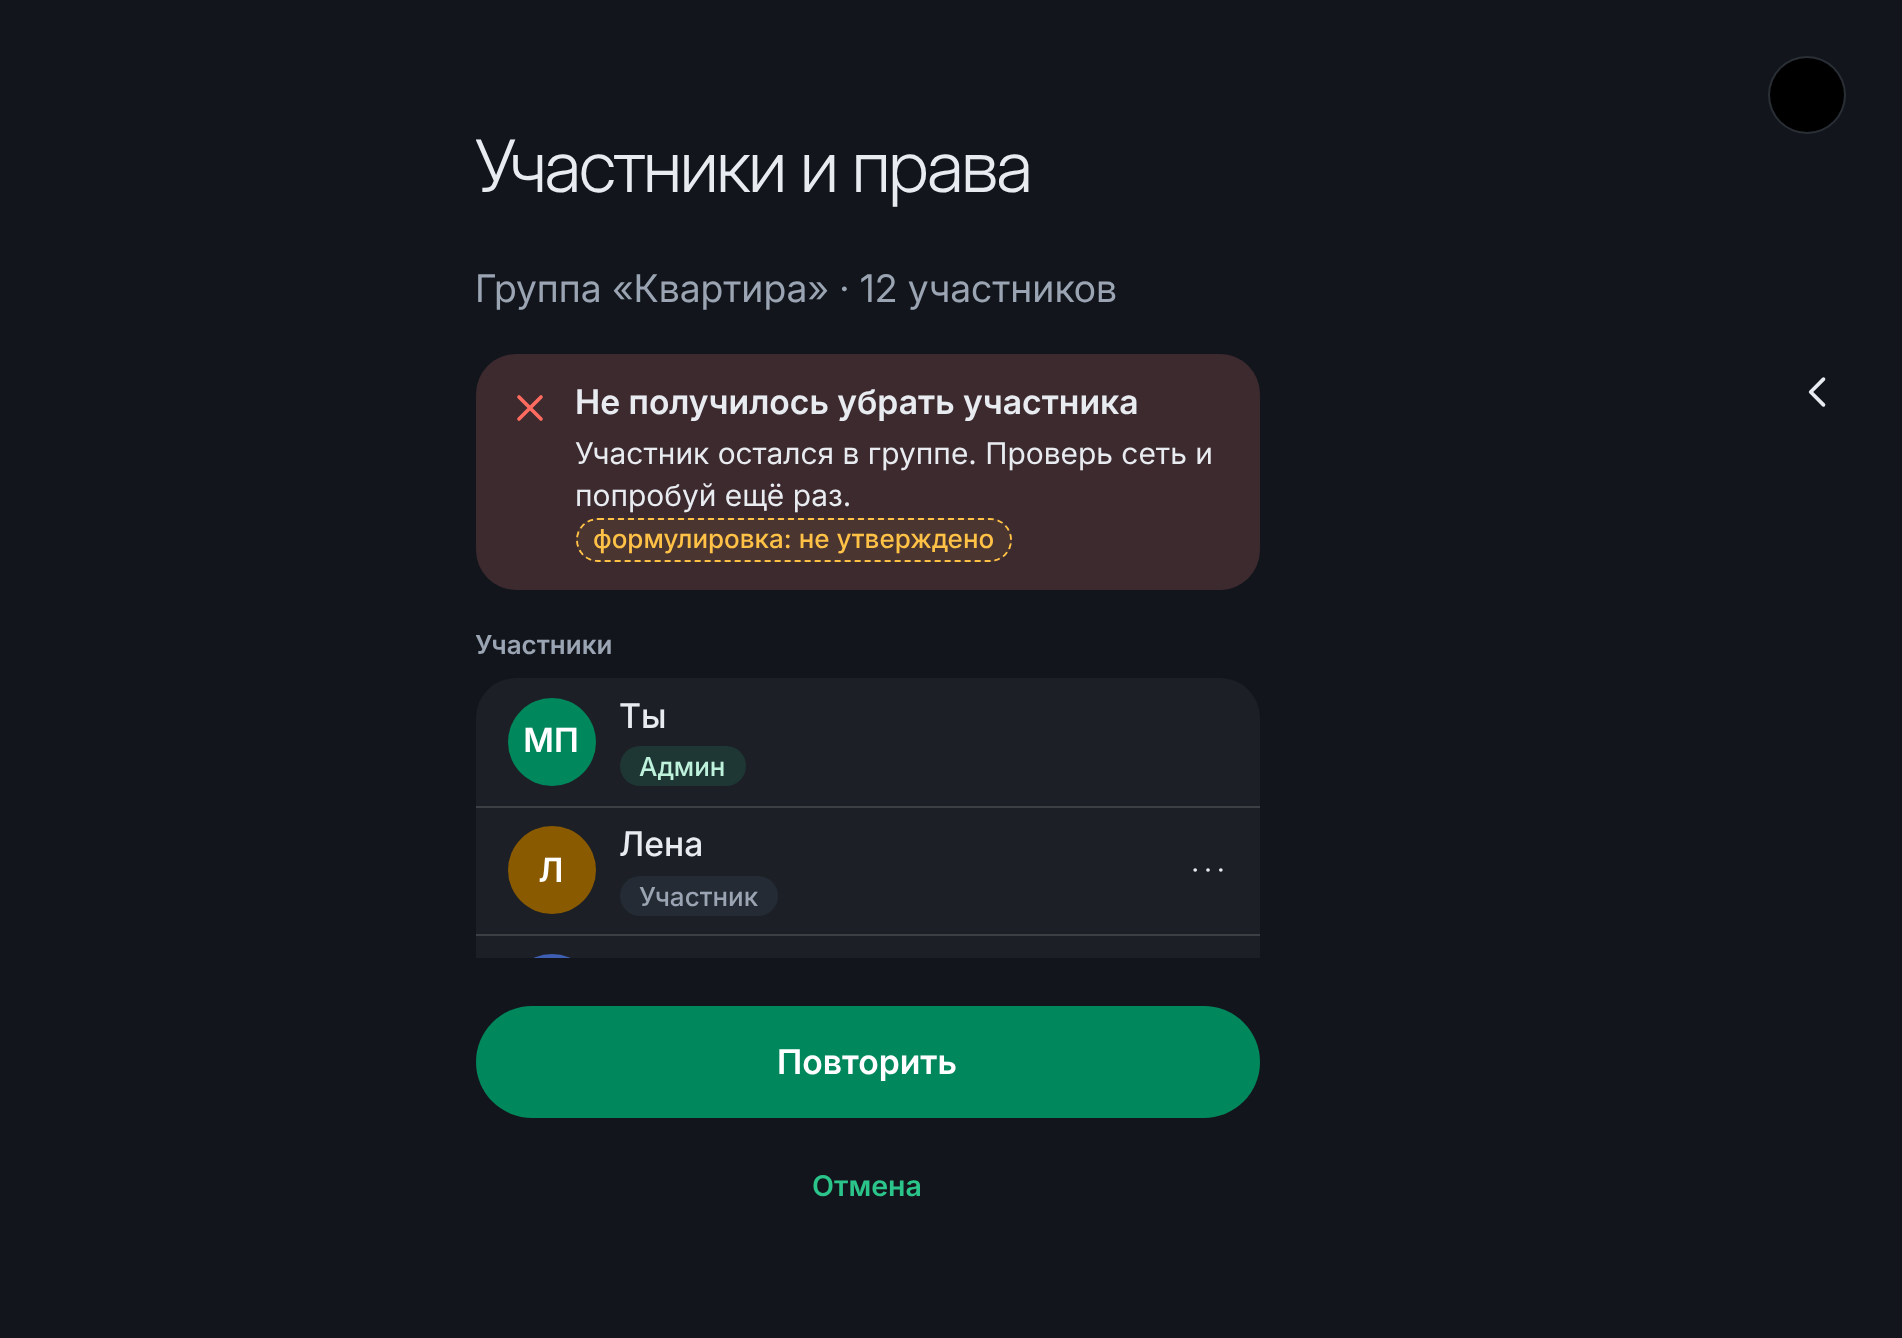 Участники и права
Группа «Квартира» · 12 участников
Не получилось убрать участника
Участник остался в группе. Проверь сеть и
попробуй ещё раз.
формулировка: не утверждено
Участники
МП
Ты
Админ
Л
Лена
Участник
Повторить
Отмена